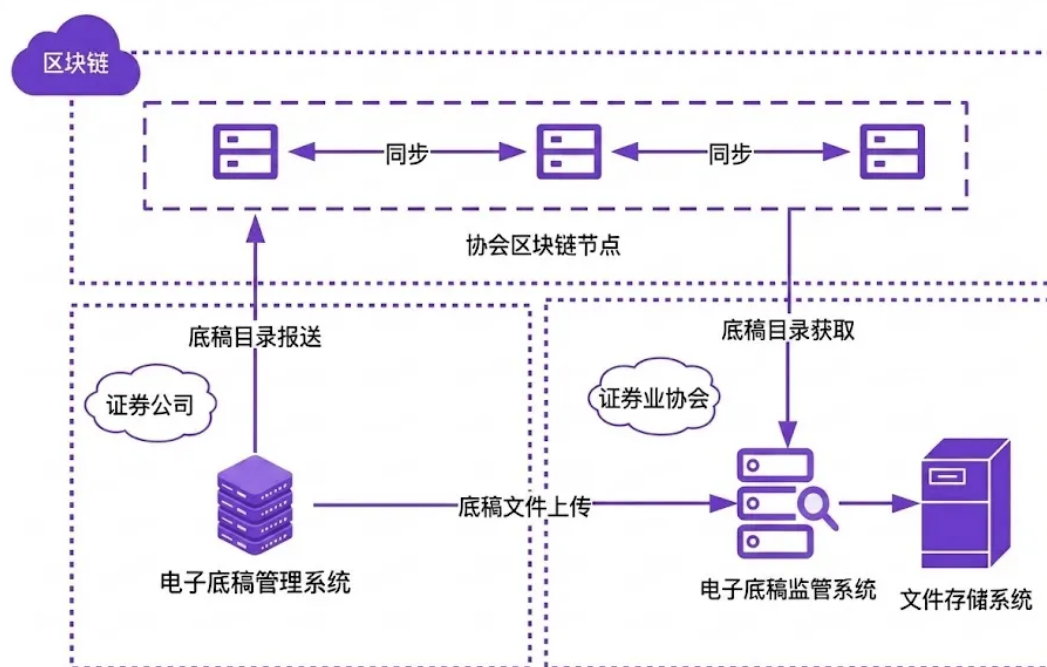 区块链
同步
同步
协会区块链节点
底稿目录报送
底稿目录获取
证券公司
证券业协会
底稿文件上传
电子底稿管理系统
电子底稿监管系统
文件存储系统